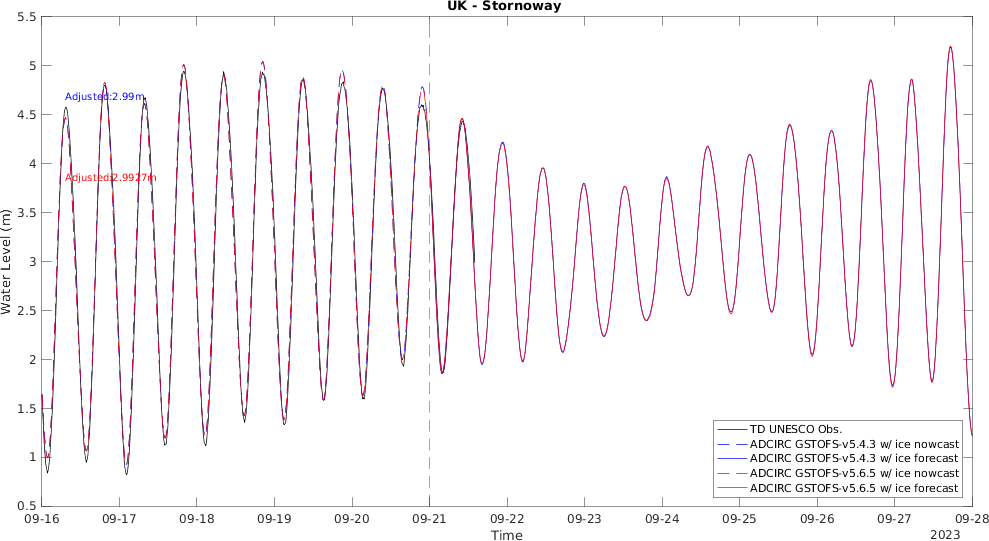 UK - Stornoway
5.5
5
4.5
4
3.5
3
2.5
2
1.5
1
0.5
Water Level (m)
Adjusted:2.99m
Adjusted:2.9927m
TD UNESCO Obs.
ADCIRC GSTOFS-v5.4.3 w/ ice nowcast
ADCIRC GSTOFS-v5.4.3 w/ ice forecast
ADCIRC GSTOFS-v5.6.5 w/ ice nowcast
ADCIRC GSTOFS-v5.6.5 w/ ice forecast
09-16 09-17 09-18 09-19 09-20 09-21 09-22 09-23 09-24 09-25 09-26 09-27 09-28
Time
2023